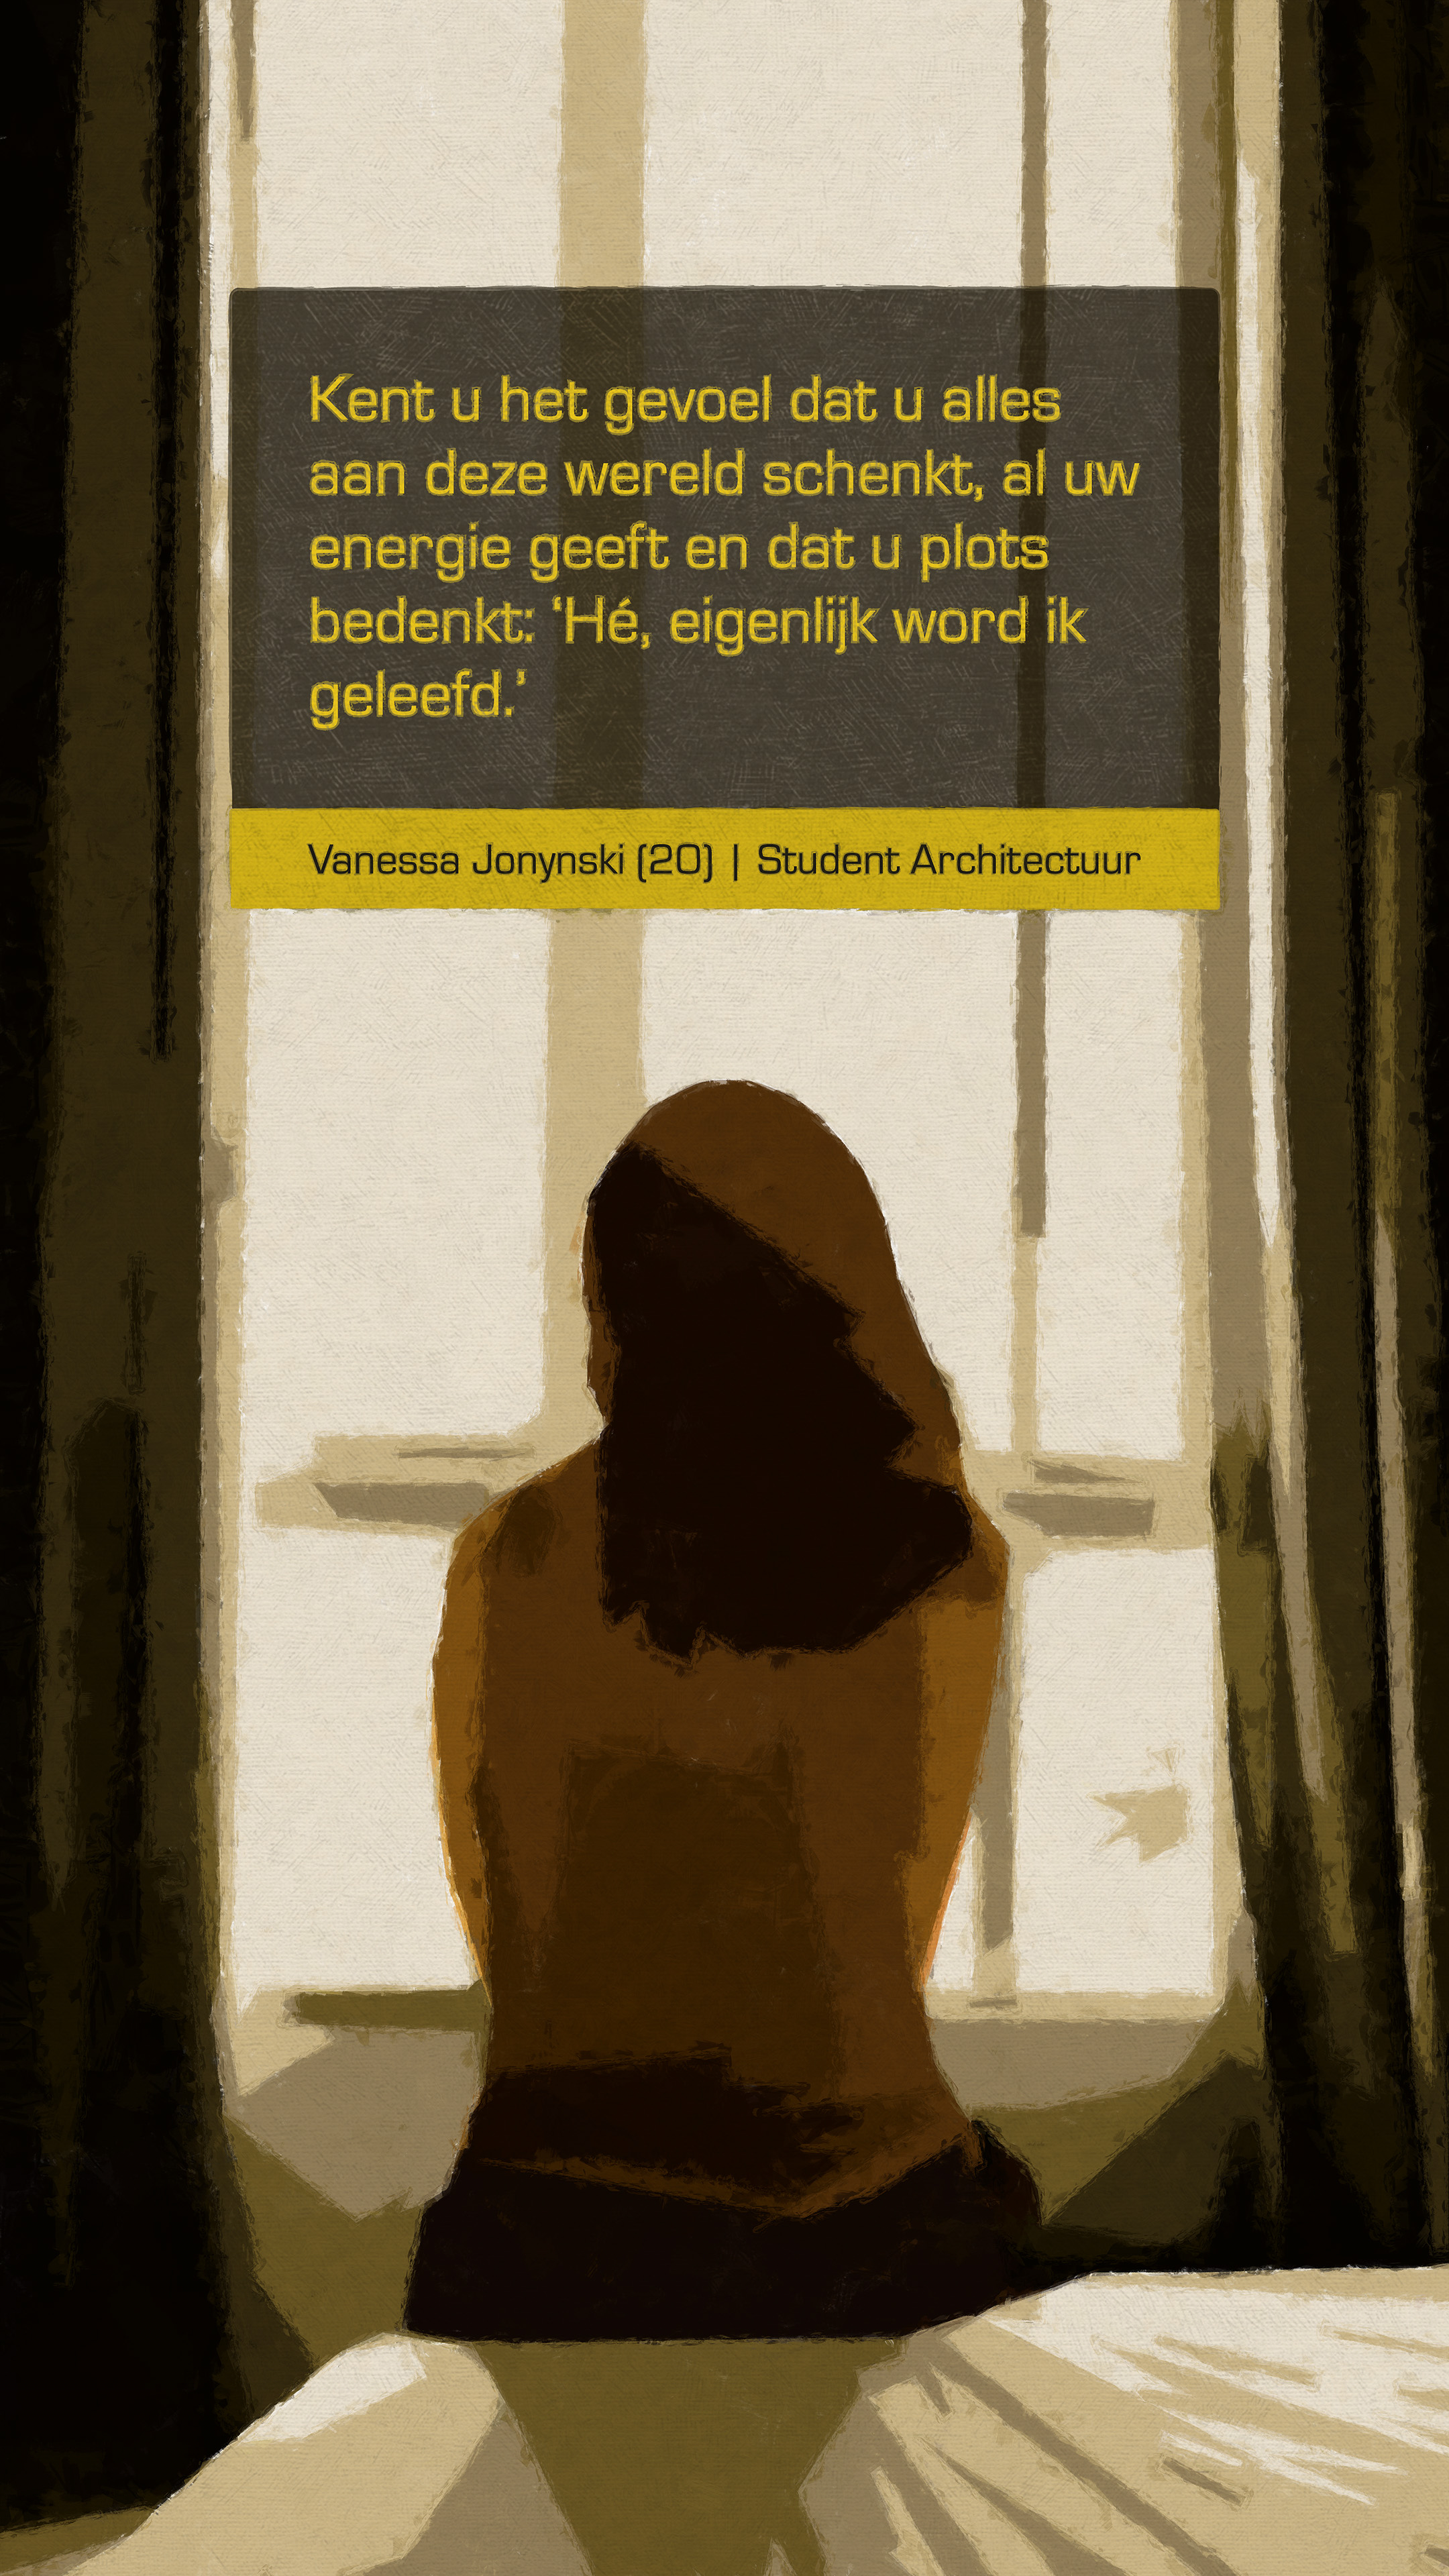 Kent u het gevoel dat u alles
aan deze wereld schenkt, al uw
energie geeft en dat u plots
bedenkt: ‘Hé, eigenlijk word ik
geleefd.’
Vanessa Jonynski (20) | Student Architectuur